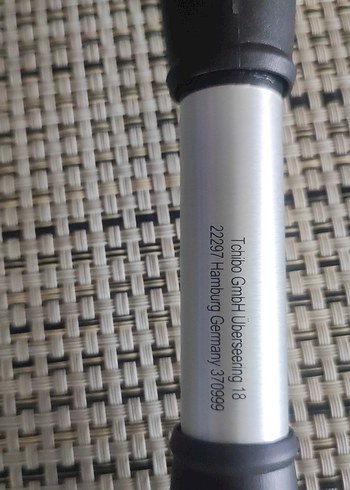 Tchibo GmbH Überseering 18
22297 Hamburg Germany 370999